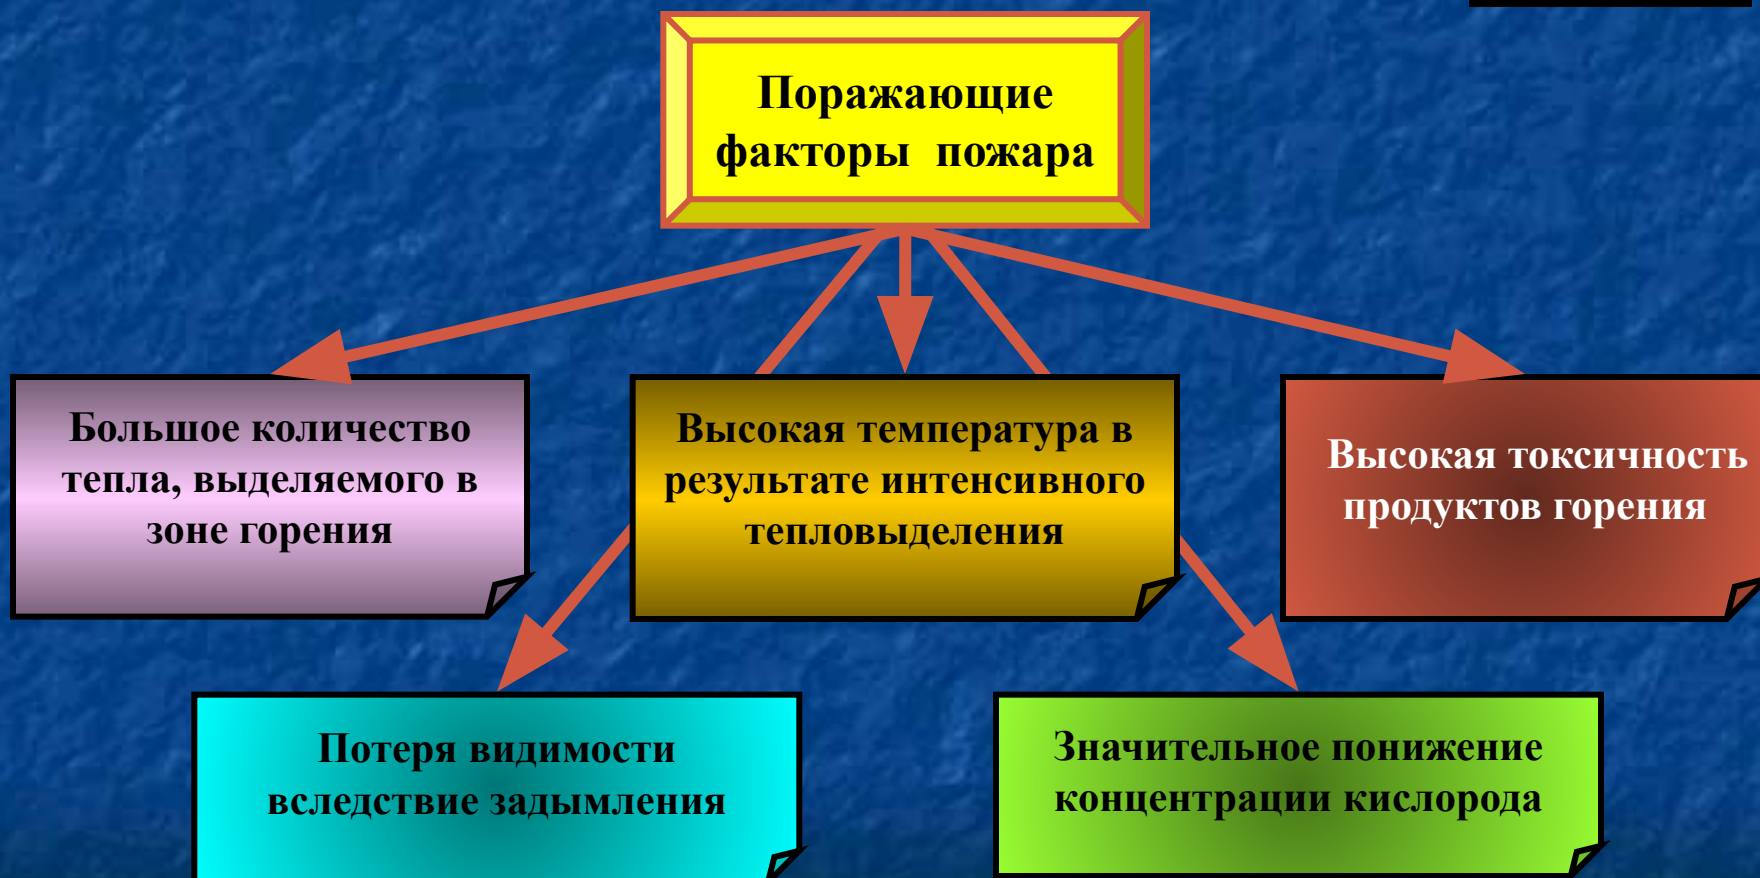 Поражающие
факторы пожара
Большое количество
тепла, выделяемого в
зоне горения
Высокая температура в
результате интенсивного
тепловыделения
Высокая токсичность
продуктов горения
Потеря видимости
вследствие задымления
Значительное понижение
концентрации кислорода